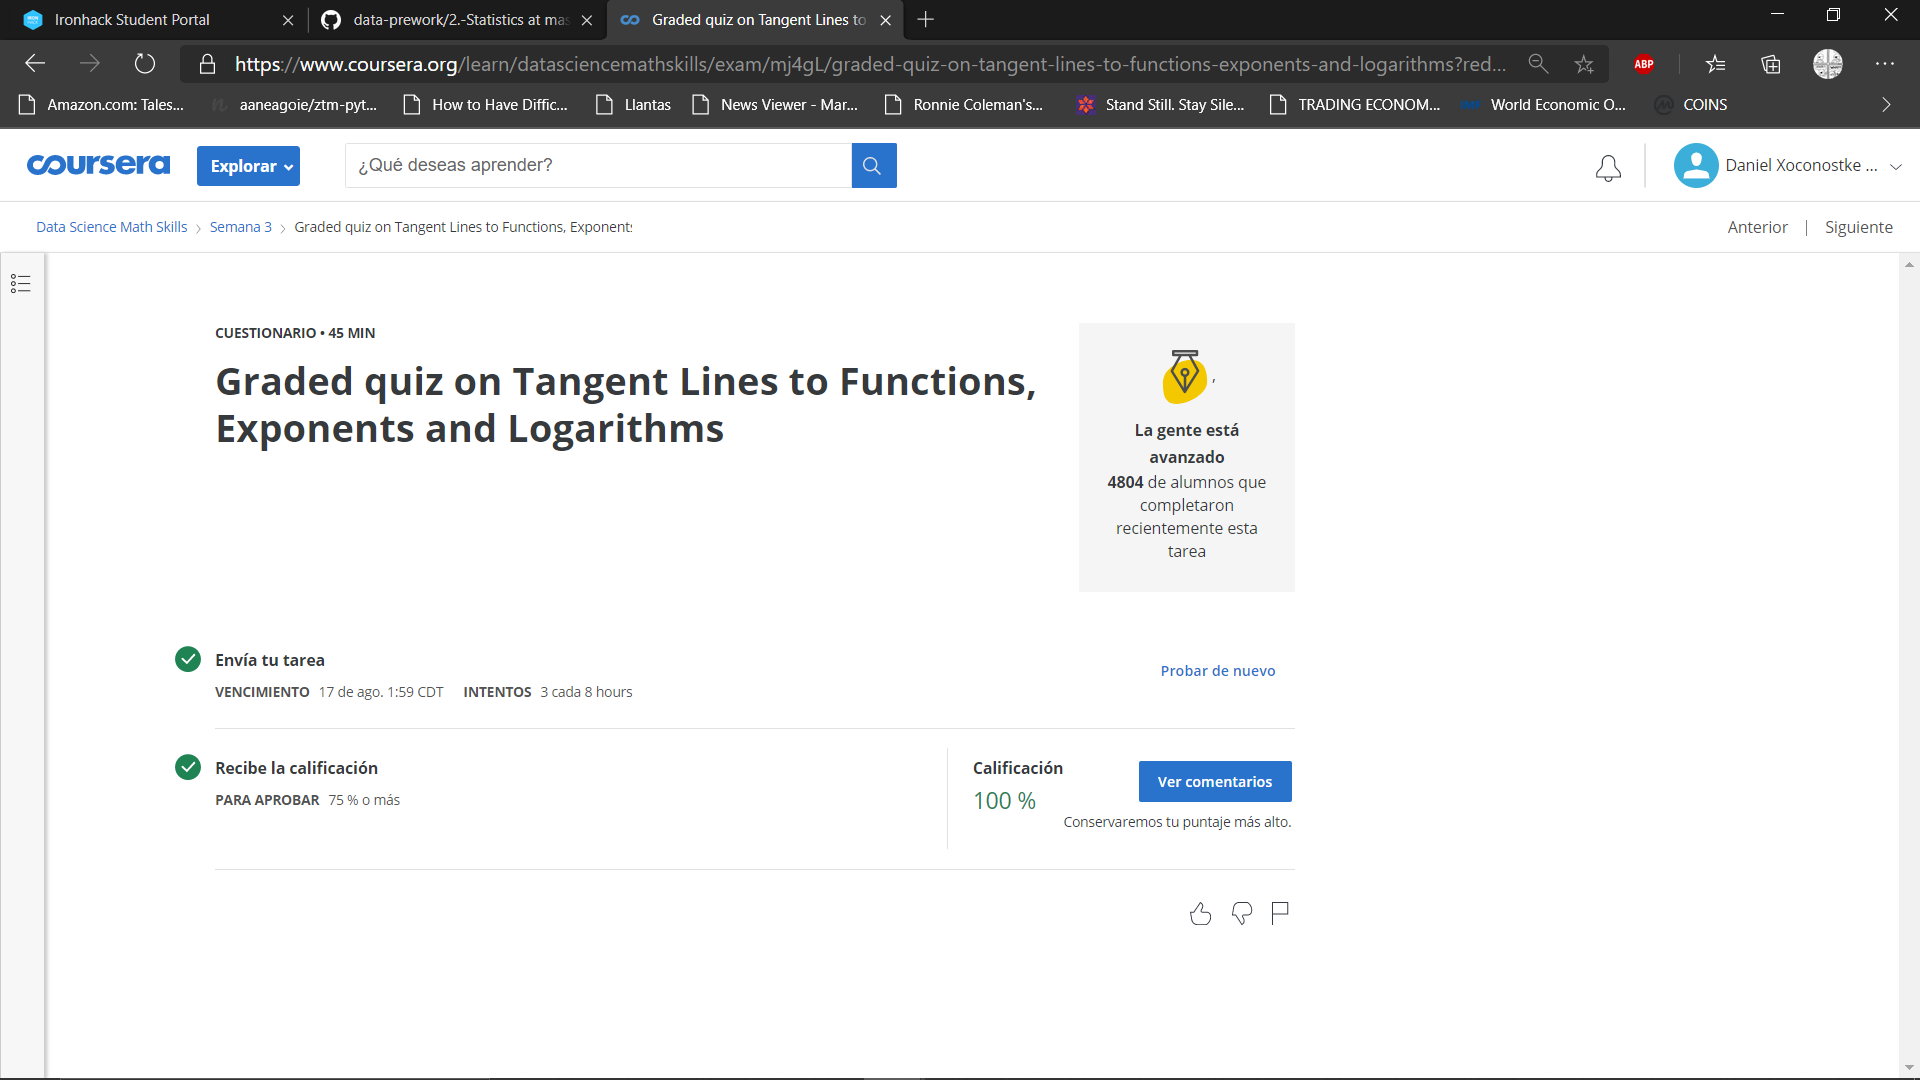 Ironhack Student Portal
data-prework/2.-Statistics at mas
Graded quiz on Tangent Lines to
https://www.coursera.org/learn/datasciencemathskills/exam/mj4gL/graded-quiz-on-tangent-lines-to-functions-exponents-and-logarithms?red...
ABP
Amazon.com: Tales...
aaneagoie/ztm-pyt...
How to Have Diffic...
Llantas
News Viewer - Mar...
Ronnie Coleman's...
Stand Still. Stay Sile...
TRADING ECONOM...
World Economic O...
COINS
coursera
Explorar
¿Qué deseas aprender?
Daniel Xoconostke ...
Data Science Math Skills > Semana 3 > Graded quiz on Tangent Lines to Functions, Exponents
Anterior | Siguiente
CUESTIONARIO • 45 MIN
Graded quiz on Tangent Lines to Functions,
Exponents and Logarithms
,
La gente está
avanzado
4804 de alumnos que
completaron
recientemente esta
tarea
Envía tu tarea
VENCIMIENTO 17 de ago. 1:59 CDT INTENTOS 3 cada 8 hours
Probar de nuevo
Recibe la calificación
PARA APROBAR 75 % o más
Calificación
100 %
Ver comentarios
Conservaremos tu puntaje más alto.